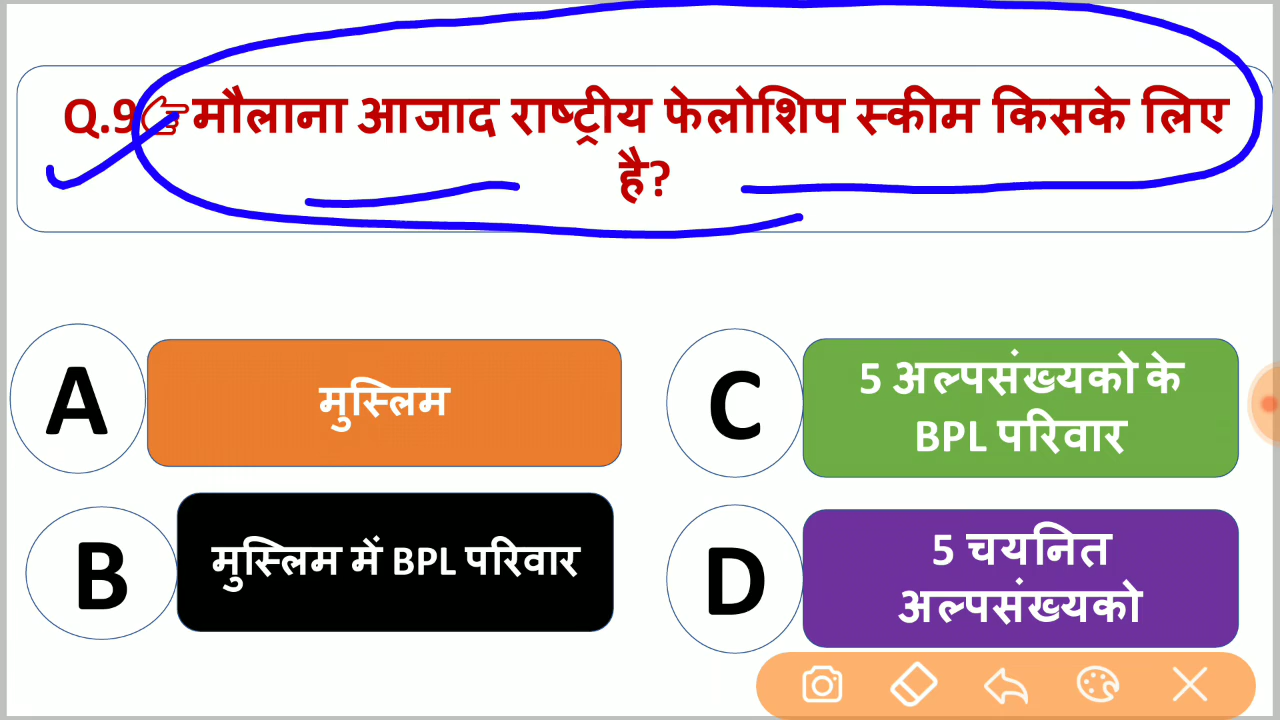 Q.9👉मौलाना आजाद राष्ट्रीय फेलोशिप स्कीम किसके लिए
है?
A
मुस्लिम
B
मुस्लिम में BPL परिवार
C
5 अल्पसंख्यको के
BPL परिवार
D
5 चयनित
अल्पसंख्यको